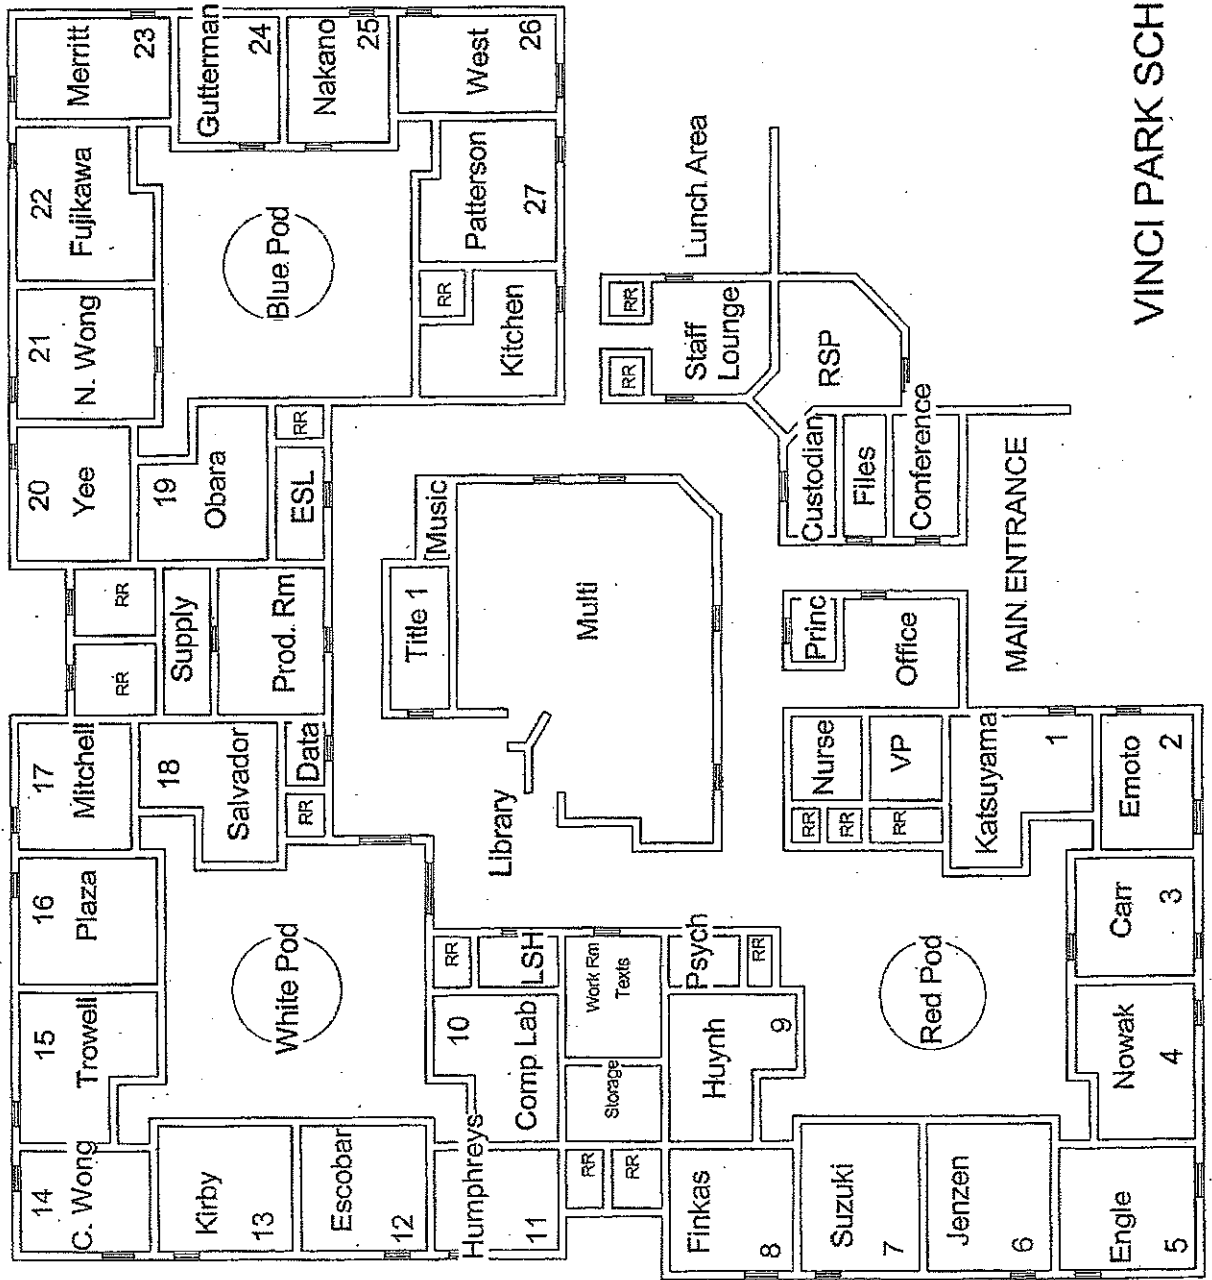 14
C. Wong
15
Trowell
16
Plaza
17
Mitchell
RR
RR
20
Yee
21
N. Wong
22
Fujikawa
Merritt
23
Kirby
13
White Pod
18
Salvador
Supply
19
Obara
Blue Pod
Gutterman
24
Escobar
12
Prod. Rm
Nakano
25
RR
Data
ESL
RR
Humphreys
11
10
Comp Lab
RR
LSH
Library
Title 1
Music
RR
Kitchen
Patterson
27
West
26
RR
RR
Storage
Work Rm
Texts
Multi
RR
RR
Finkas
8
Huynh
9
Psych
RR
Staff
Lounge
Lunch Area
Suzuki
7
RR
RR
Nurse
Princ
Custodian
RSP
RR
VP
Office
Files
Jenzen
6
Red Pod
Katsuyama
1
Conference
MAIN ENTRANCE
Engle
5
Nowak
4
Carr
3
Emoto
2
VINCI PARK SCH